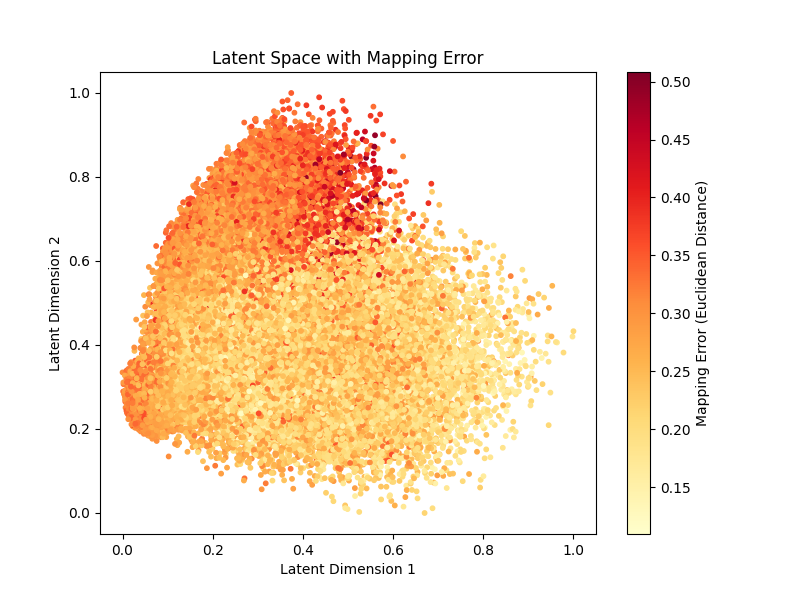 Latent Space with Mapping Error
1.0
0.8
0.6
0.4
0.2
0.0
Latent Dimension 2
0.0 0.2 0.4 0.6 0.8 1.0
Latent Dimension 1
0.50
0.45
0.40
0.35
0.30
0.25
0.20
0.15
Mapping Error (Euclidean Distance)